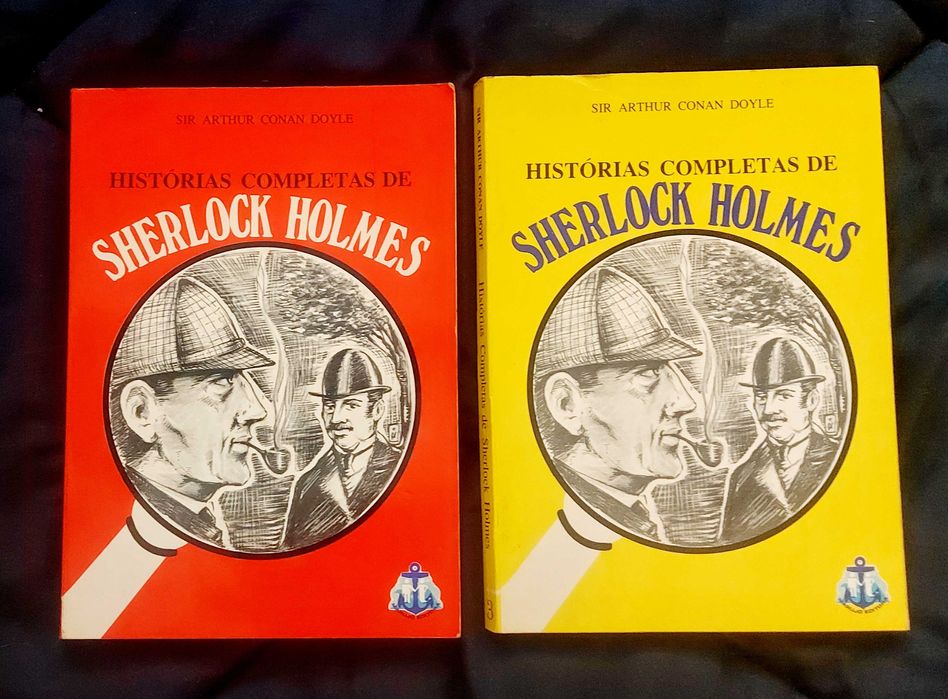 SIR ARTHUR CONAN DOYLE
HISTÓRIAS COMPLETAS DE
SHERLOCK HOLMES
SIR ARTHUR CONAN DOYLE
HISTÓRIAS COMPLETAS DE
SHERLOCK HOLMES
SIR ARTHUR CONAN DOYLE Histórias Completas de Sherlock Holmes
3